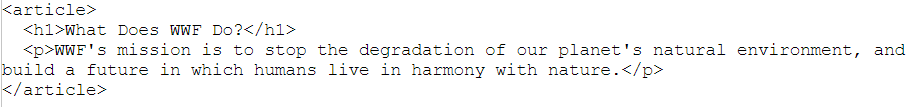 <article>
  <h1>What Does WWF Do?</h1>
  <p>WWF's mission is to stop the degradation of our planet's natural environment, and
build a future in which humans live in harmony with nature.</p>
</article>